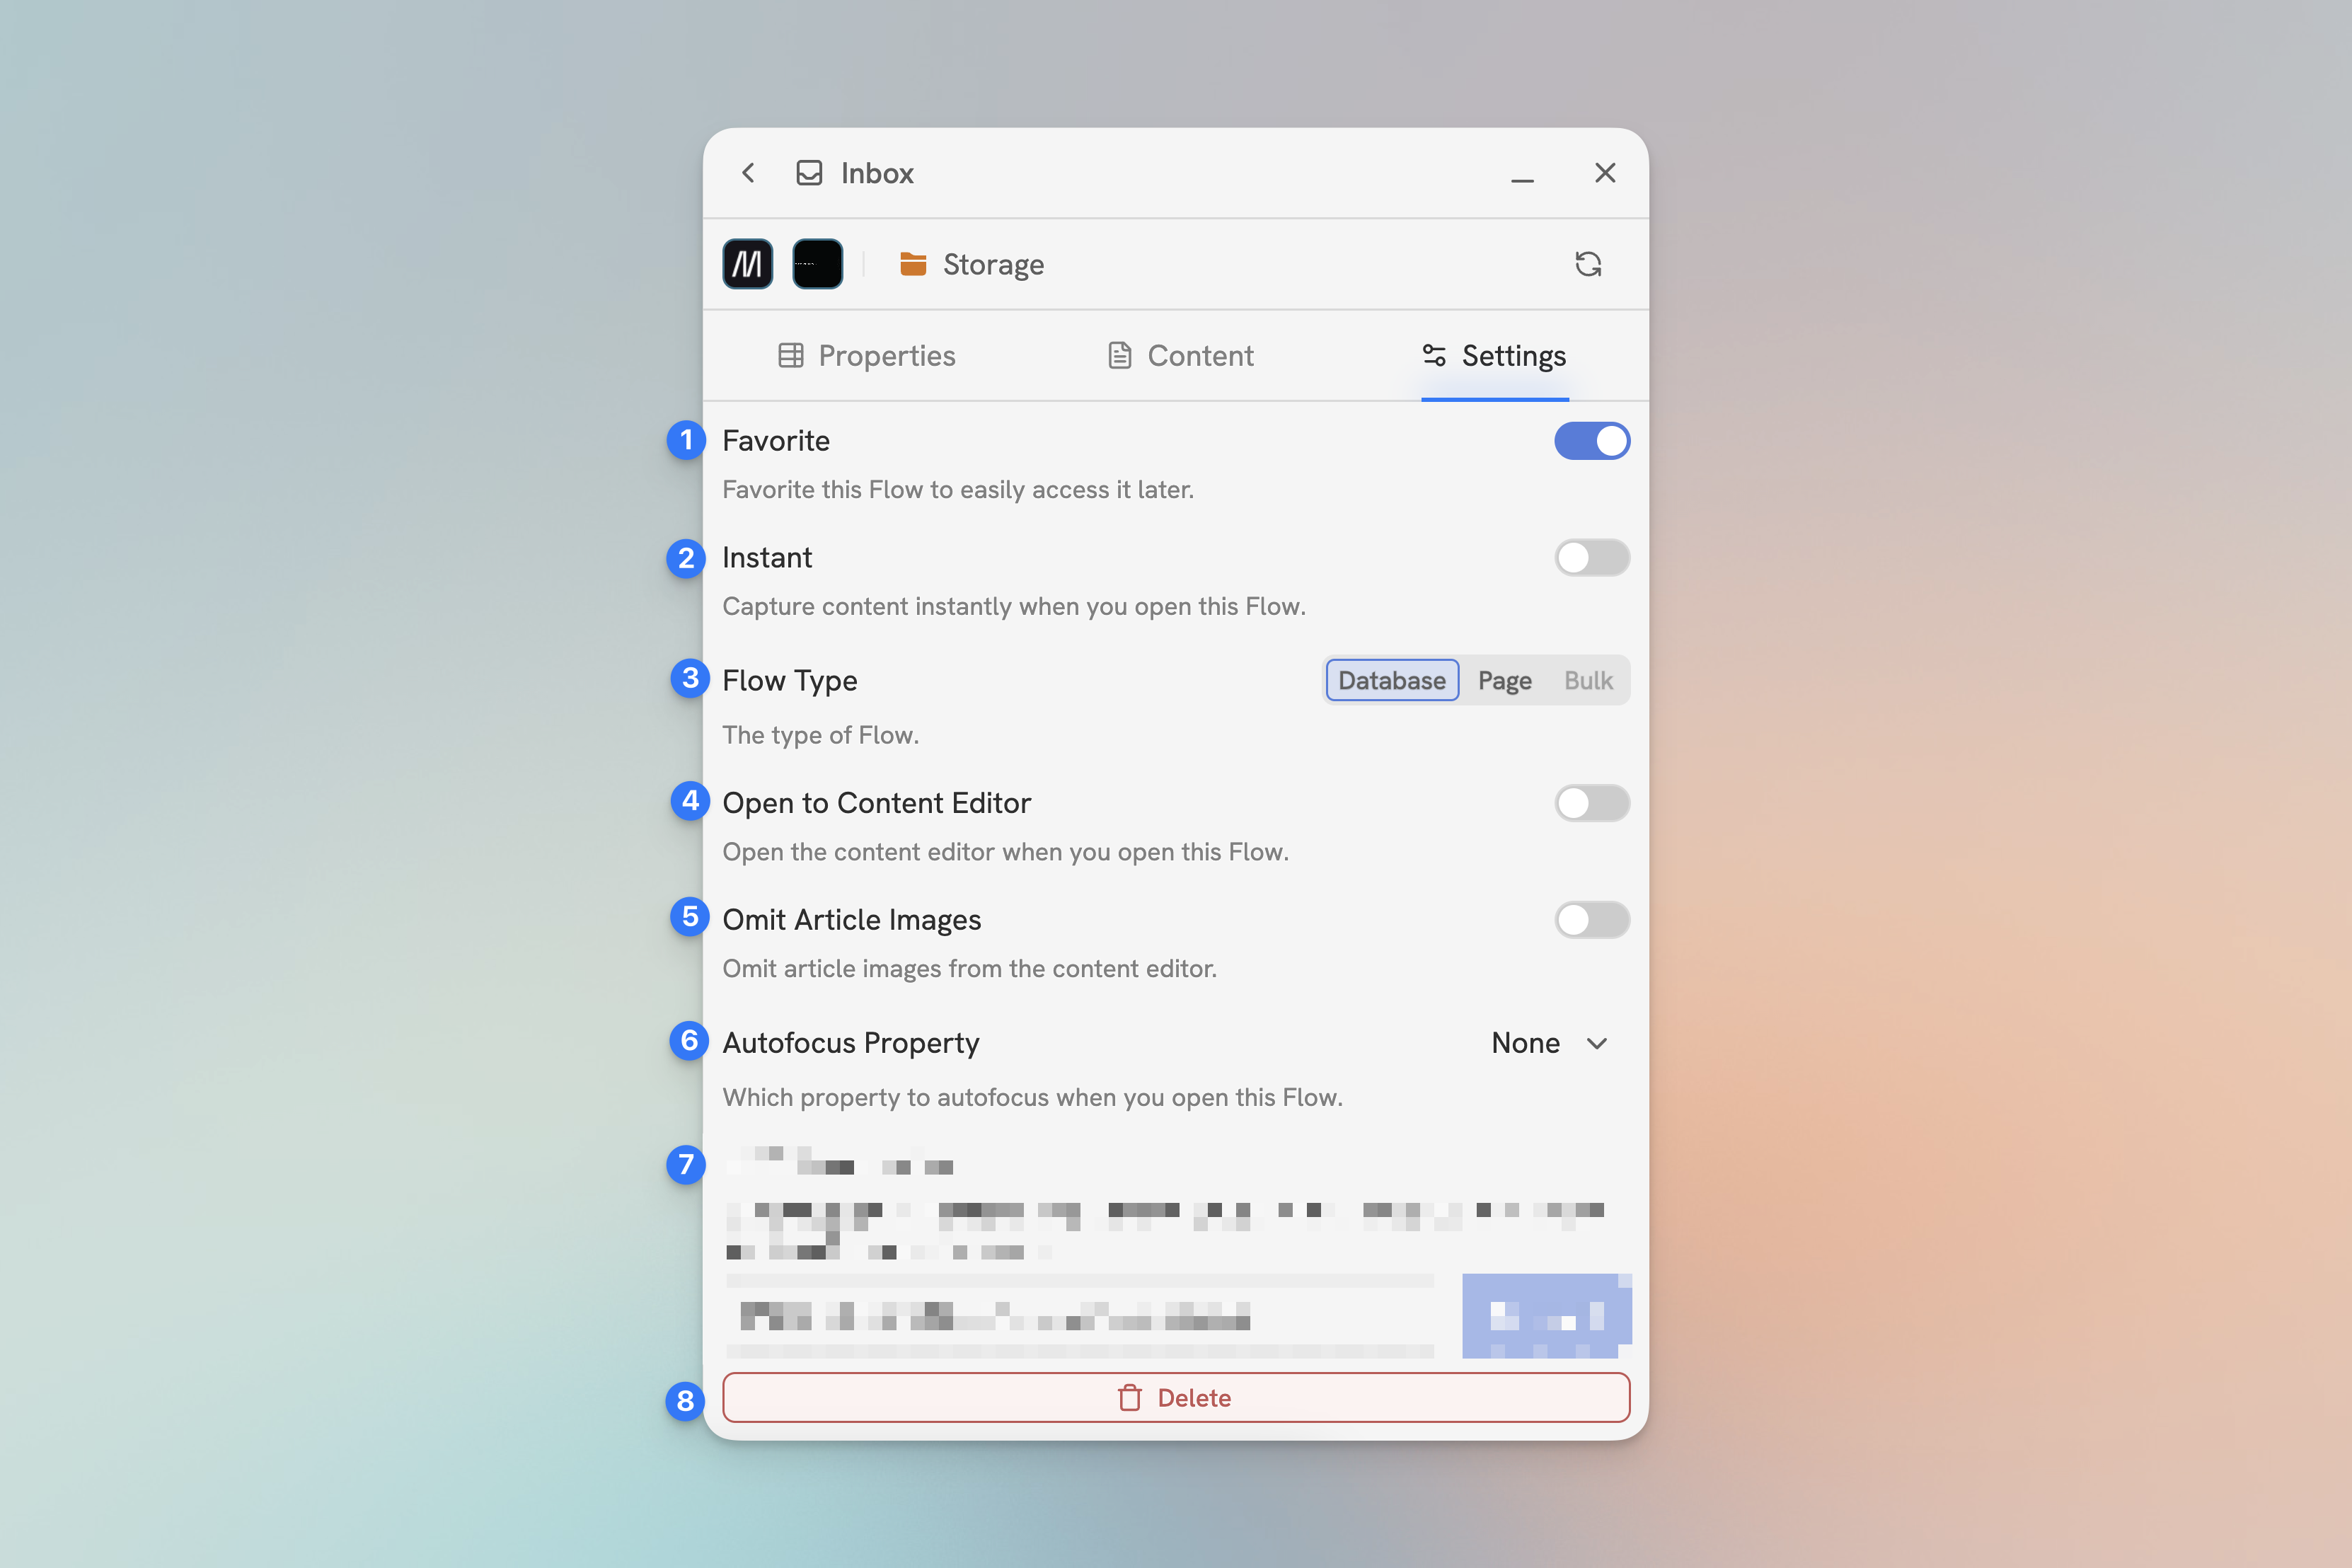 Inbox
Storage
Properties Content Settings
1 Favorite
Favorite this Flow to easily access it later.
2 Instant
Capture content instantly when you open this Flow.
3 Flow Type Database Page Bulk
The type of Flow.
4 Open to Content Editor
Open the content editor when you open this Flow.
5 Omit Article Images
Omit article images from the content editor.
6 Autofocus Property None
Which property to autofocus when you open this Flow.
7
8 Delete